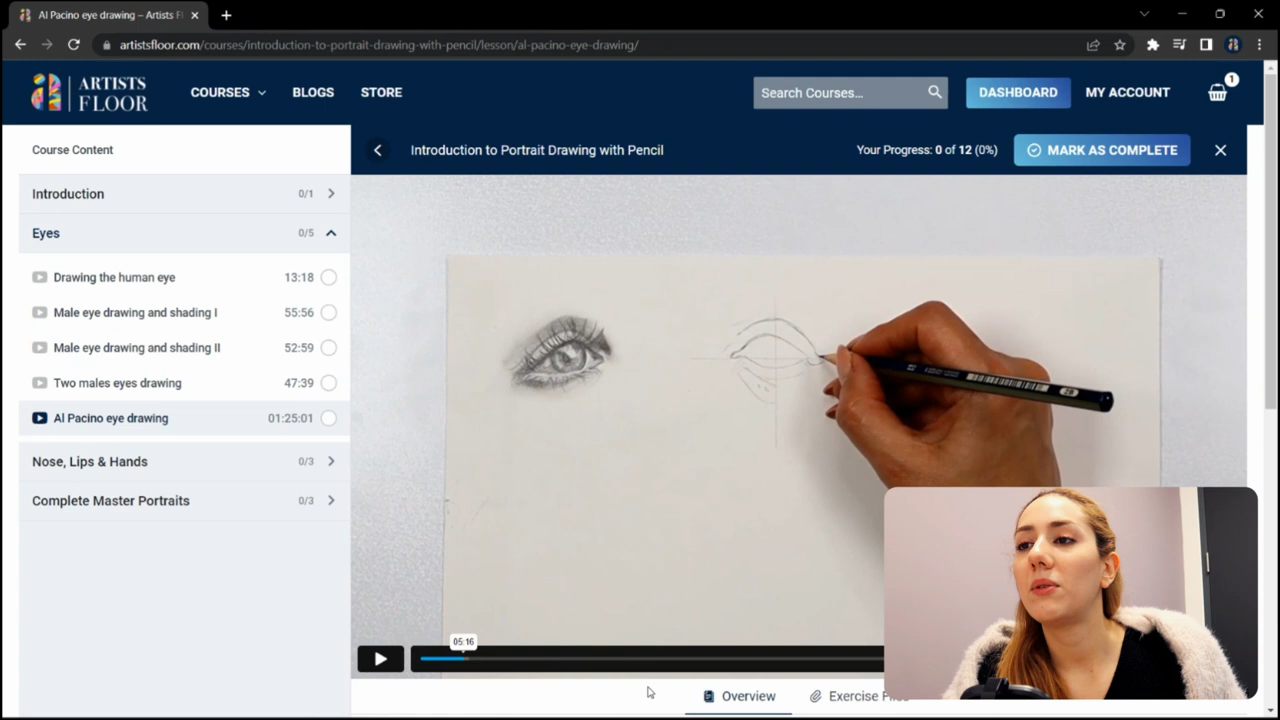 Al Pacino eye drawing – Artists Fl
artistsfloor.com/courses/introduction-to-portrait-drawing-with-pencil/lesson/al-pacino-eye-drawing/
ARTISTS
FLOOR
COURSES
BLOGS
STORE
Search Courses...
DASHBOARD
MY ACCOUNT
1
Course Content
Introduction to Portrait Drawing with Pencil
Your Progress: 0 of 12 (0%)
MARK AS COMPLETE
Introduction 0/1
Eyes 0/5
Drawing the human eye 13:18
Male eye drawing and shading I 55:56
Male eye drawing and shading II 52:59
Two males eyes drawing 47:39
Al Pacino eye drawing 01:25:01
Nose, Lips & Hands 0/3
Complete Master Portraits 0/3
05:16
Overview
Exercise